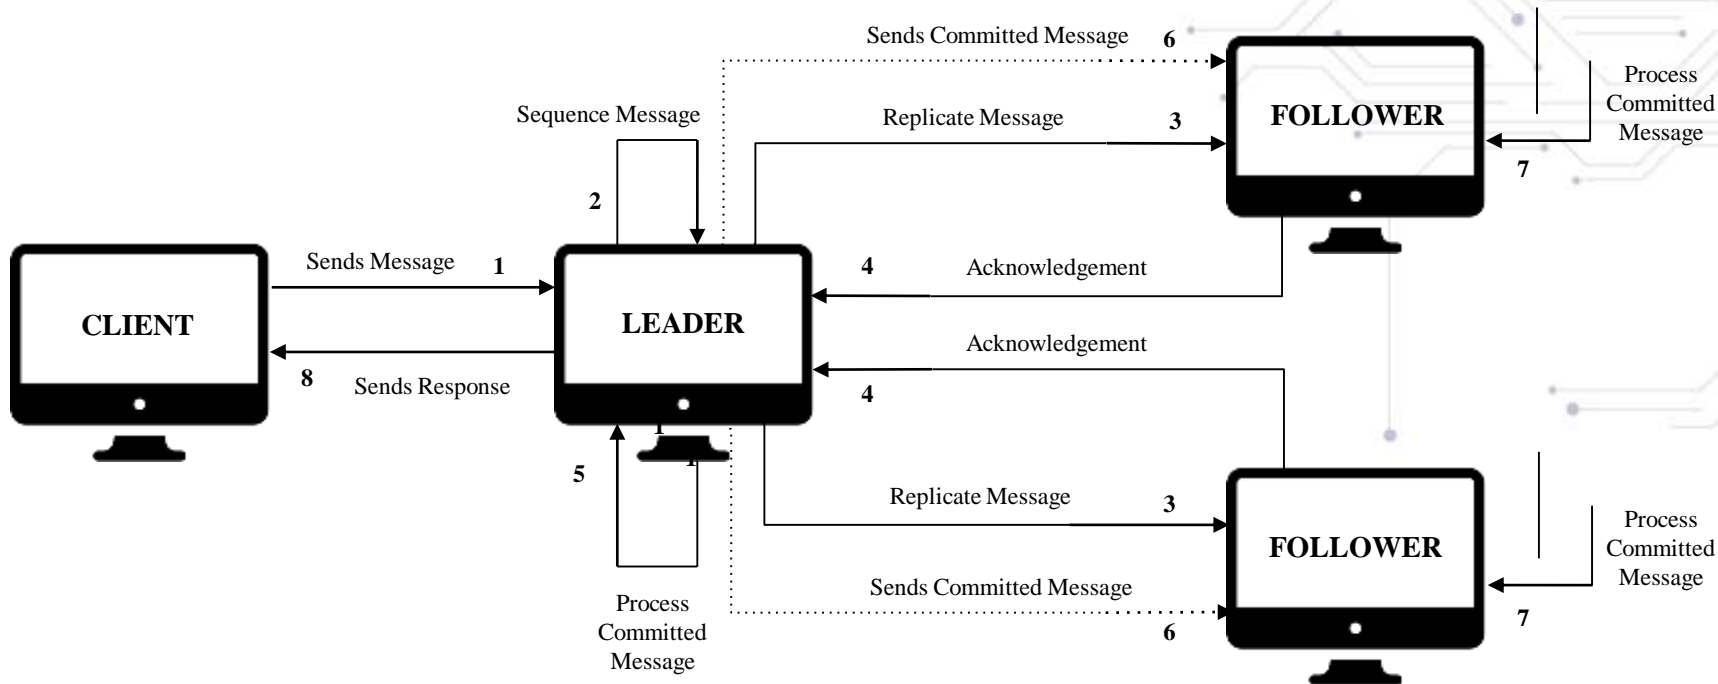 Sends Committed Message 6
Process
Committed
Message
Sequence Message
Replicate Message 3
FOLLOWER
7
2
Sends Message 1
4 Acknowledgement
CLIENT
LEADER
Acknowledgement
8
Sends Response
4
1
1
5
Replicate Message 3
FOLLOWER
Process
Committed
Message
Sends Committed Message
6
7
Process
Committed
Message